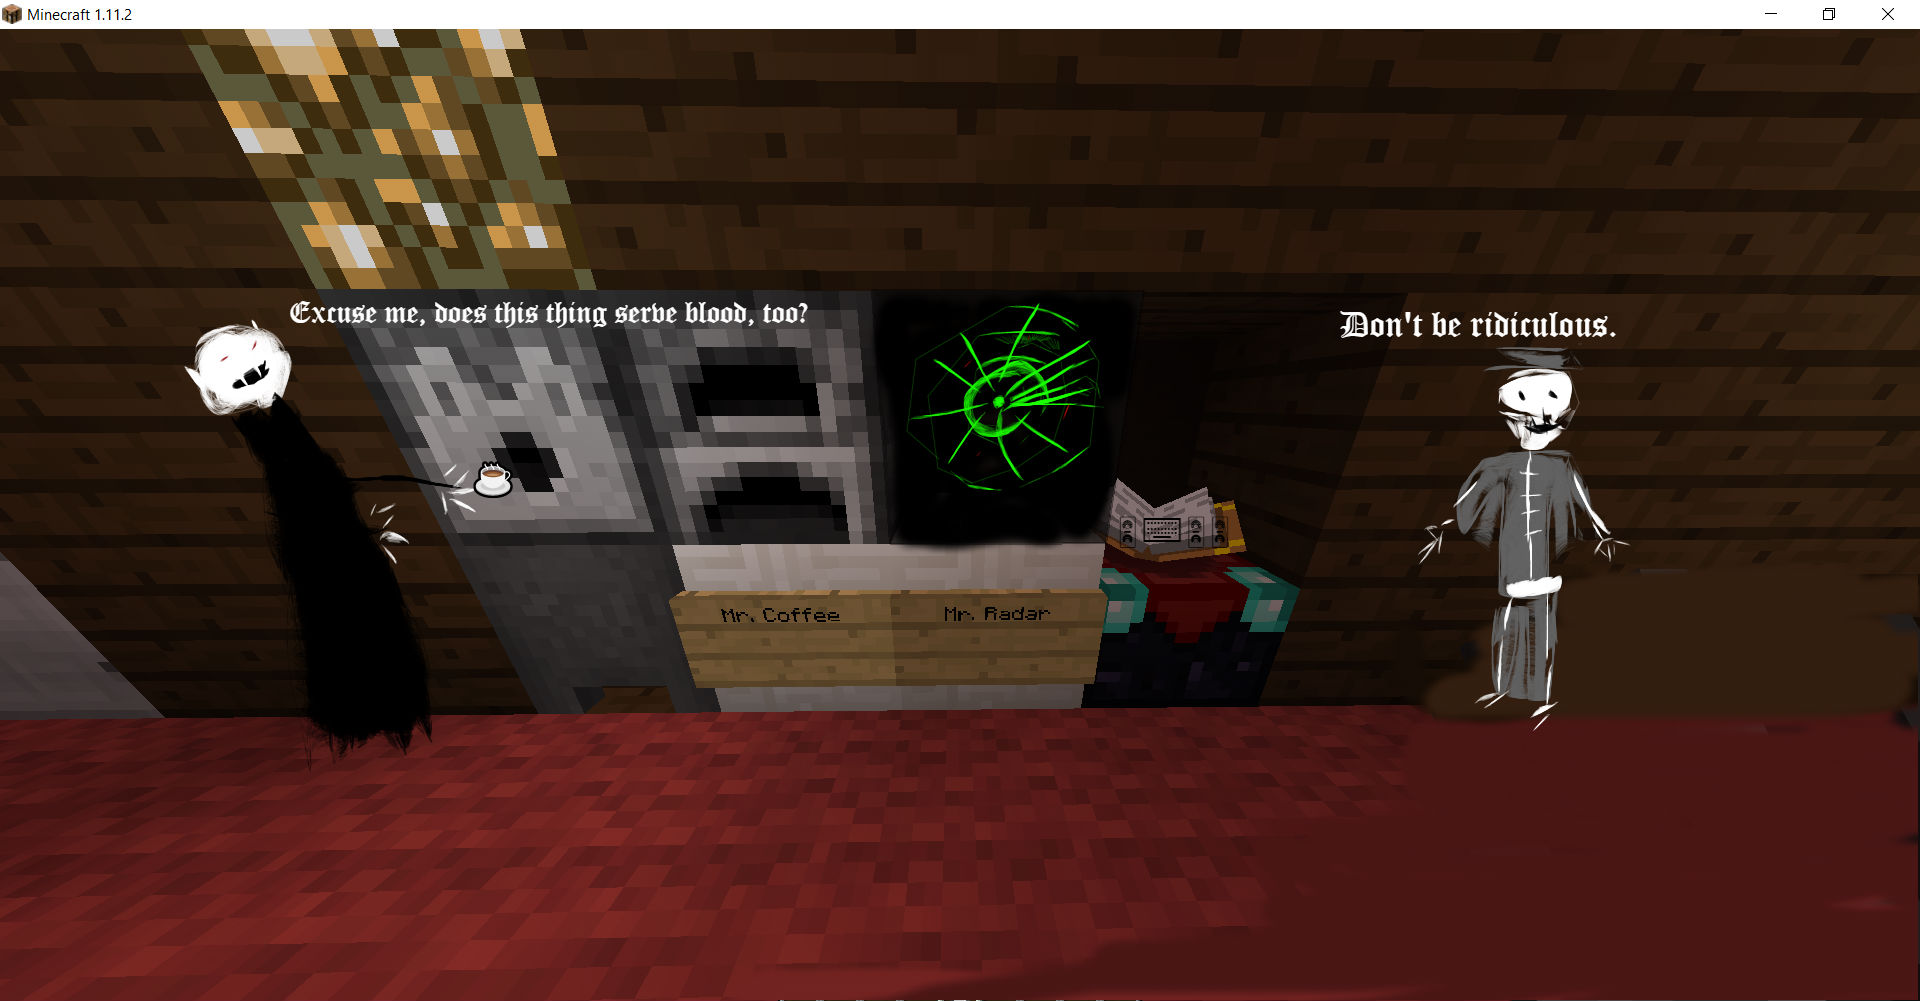 Minecraft 1.11.2
Excuse me, does this thing serve blood, too?
Don't be ridiculous.
Mr. Coffee
Mr. Radar